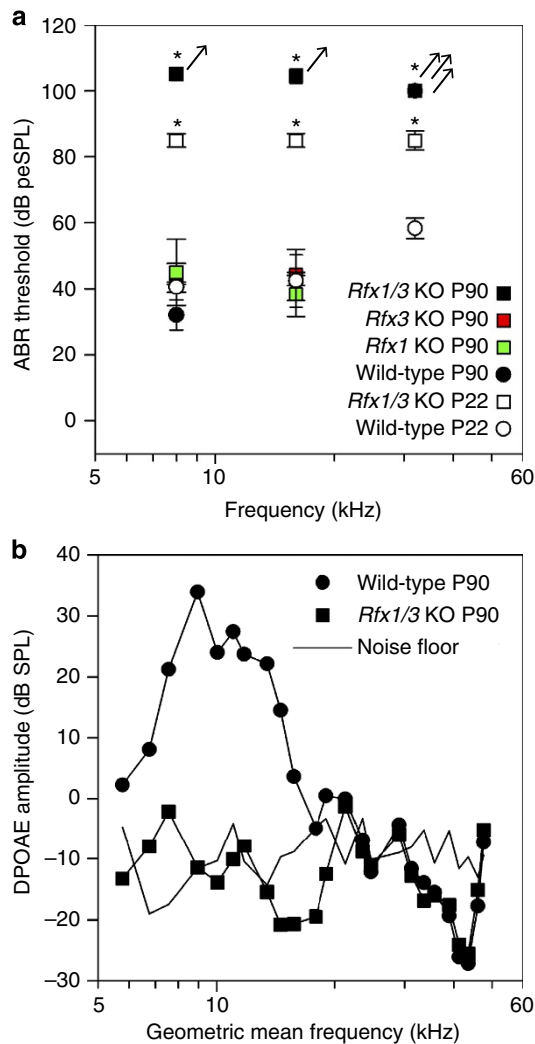 a
120
100
80
60
40
20
0
ABR threshold (dB peSPL)
* * *
* * *
Rfx1/3 KO P90
Rfx3 KO P90
Rfx1 KO P90
Wild-type P90
Rfx1/3 KO P22
Wild-type P22
5 10 60
Frequency (kHz)
b
40
30
20
10
0
–10
–20
–30
DPOAE amplitude (dB SPL)
Wild-type P90
Rfx1/3 KO P90
Noise floor
5 10 60
Geometric mean frequency (kHz)